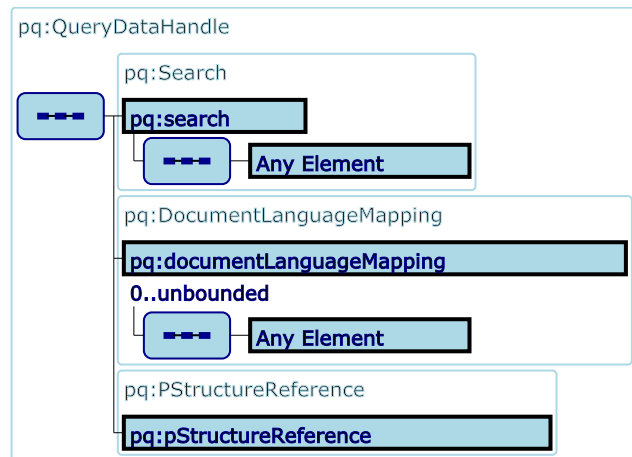 pq:QueryDataHandle
pq:Search
pq:search
Any Element
pq:DocumentLanguageMapping
pq:documentLanguageMapping
0..unbounded
Any Element
pq:PStructureReference
pq:pStructureReference